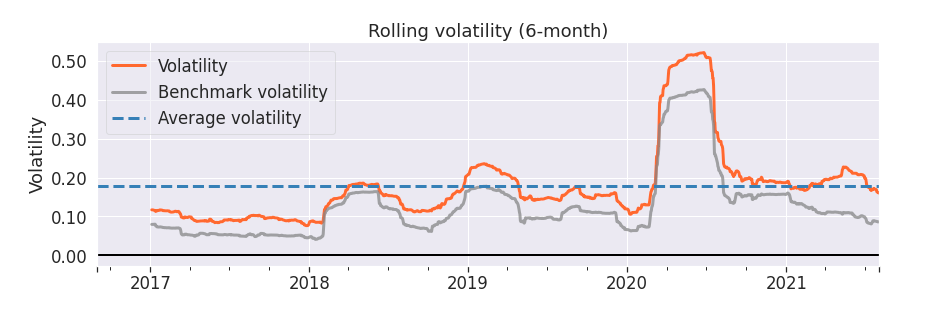 Rolling volatility (6-month)
Volatility
Benchmark volatility
Average volatility
Volatility
0.50
0.40
0.30
0.20
0.10
0.00
2017
2018
2019
2020
2021